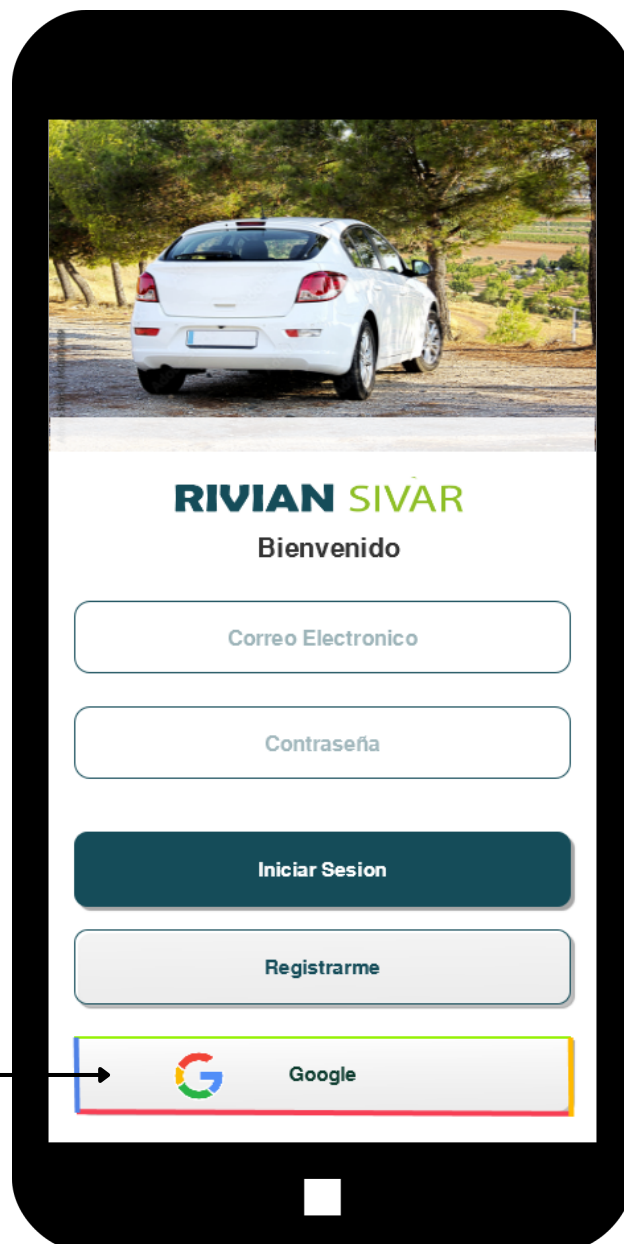 RIVIAN SIVAR
Bienvenido
Correo Electronico
Contraseña
Iniciar Sesion
Registrarme
Google